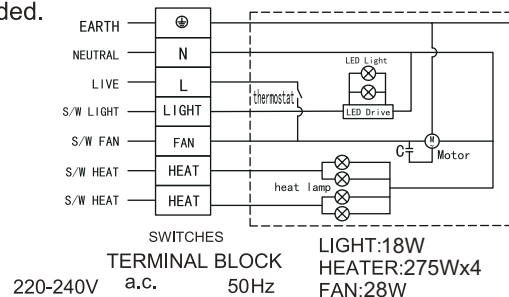 ded.
EARTH
NEUTRAL N
LIVE L
S/W LIGHT LIGHT
S/W FAN FAN
S/W HEAT HEAT
S/W HEAT HEAT
LED Light
thermostat
LED Drive
M
C
Motor
heat lamp
SWITCHES
TERMINAL BLOCK
220-240V a.c. 50Hz
LIGHT:18W
HEATER:275Wx4
FAN:28W